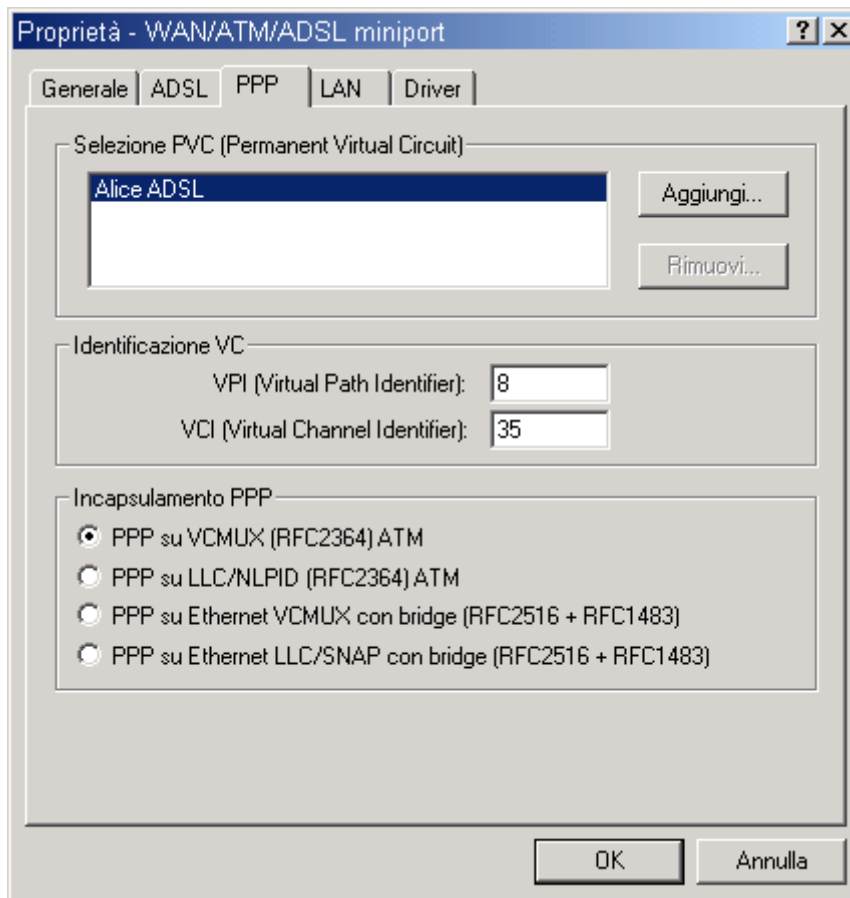 Proprietà - WAN/ATM/ADSL miniport
Generale ADSL PPP LAN Driver
Selezione PVC (Permanent Virtual Circuit)
Alice ADSL
Aggiungi...
Rimuovi...
Identificazione VC
VPI (Virtual Path Identifier): 8
VCI (Virtual Channel Identifier): 35
Incapsulamento PPP
PPP su VCMUX (RFC2364) ATM
PPP su LLC/NLPID (RFC2364) ATM
PPP su Ethernet VCMUX con bridge (RFC2516 + RFC1483)
PPP su Ethernet LLC/SNAP con bridge (RFC2516 + RFC1483)
OK Annulla